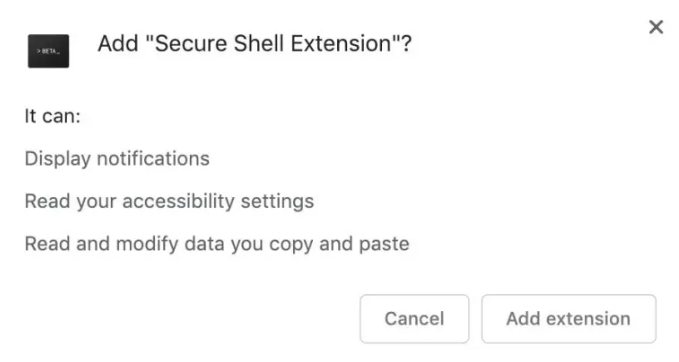 > BETA_
Add "Secure Shell Extension"?
It can:
Display notifications
Read your accessibility settings
Read and modify data you copy and paste
Cancel
Add extension